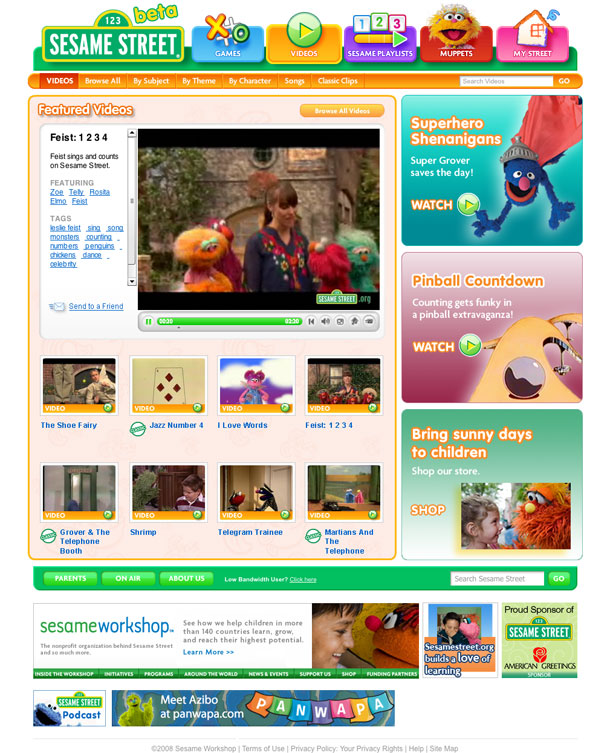 123
SESAME STREET
beta
GAMES
VIDEOS
1 2 3
SESAME PLAYLISTS
MUPPETS
MY STREET
VIDEOS
Browse All
By Subject
By Theme
By Character
Songs
Classic Clips
Search Videos
GO
Featured Videos
Browse All Videos
Feist: 1 2 3 4
Feist sings and counts
on Sesame Street.
FEATURING
Zoe Telly Rosita
Elmo Feist
TAGS
leslie feist sing song
monsters counting
numbers penguins
chickens dance
celebrity
Send to a Friend
SESAME STREET .org
00:20
03:20
VIDEO
The Shoe Fairy
VIDEO
Jazz Number 4
VIDEO
I Love Words
VIDEO
Feist: 1 2 3 4
VIDEO
Grover & The
Telephone
Booth
VIDEO
Shrimp
VIDEO
Telegram Trainee
VIDEO
Martians And
The
Telephone
Superhero
Shenanigans
Super Grover
saves the day!
WATCH
Pinball Countdown
Counting gets funky in
a pinball extravaganza!
WATCH
Bring sunny days
to children
Shop our store.
SHOP
PARENTS
ON AIR
ABOUT US
Low Bandwidth User? Click here
Search Sesame Street
GO
sesameworkshop™
The nonprofit organization behind Sesame Street
and so much more.
See how we help children in more
than 140 countries learn, grow,
and reach their highest potential.
Learn More >>
INSIDE THE WORKSHOP
INITIATIVES
PROGRAMS
AROUND THE WORLD
NEWS & EVENTS
SUPPORT US
SHOP
FUNDING PARTNERS
Sesamestreet.org
builds a love of
learning
Proud Sponsor of
123
SESAME STREET
AMERICAN GREETINGS
SPONSOR
SESAME STREET
Podcast
Meet Azibo
at panwapa.com
PANWAPA
©2008 Sesame Workshop | Terms of Use | Privacy Policy: Your Privacy Rights | Help | Site Map